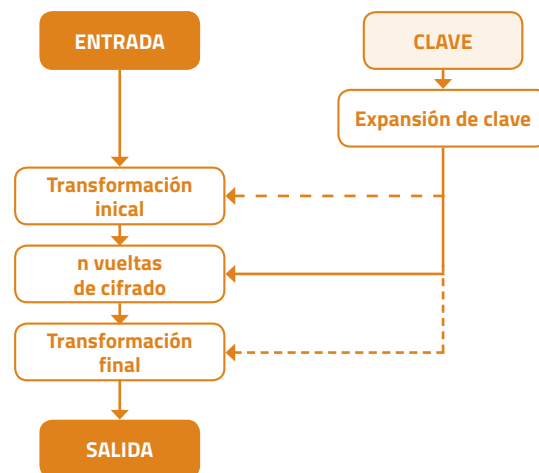 ENTRADA
CLAVE
Expansión de clave
Transformación
inical
n vueltas
de cifrado
Transformación
final
SALIDA